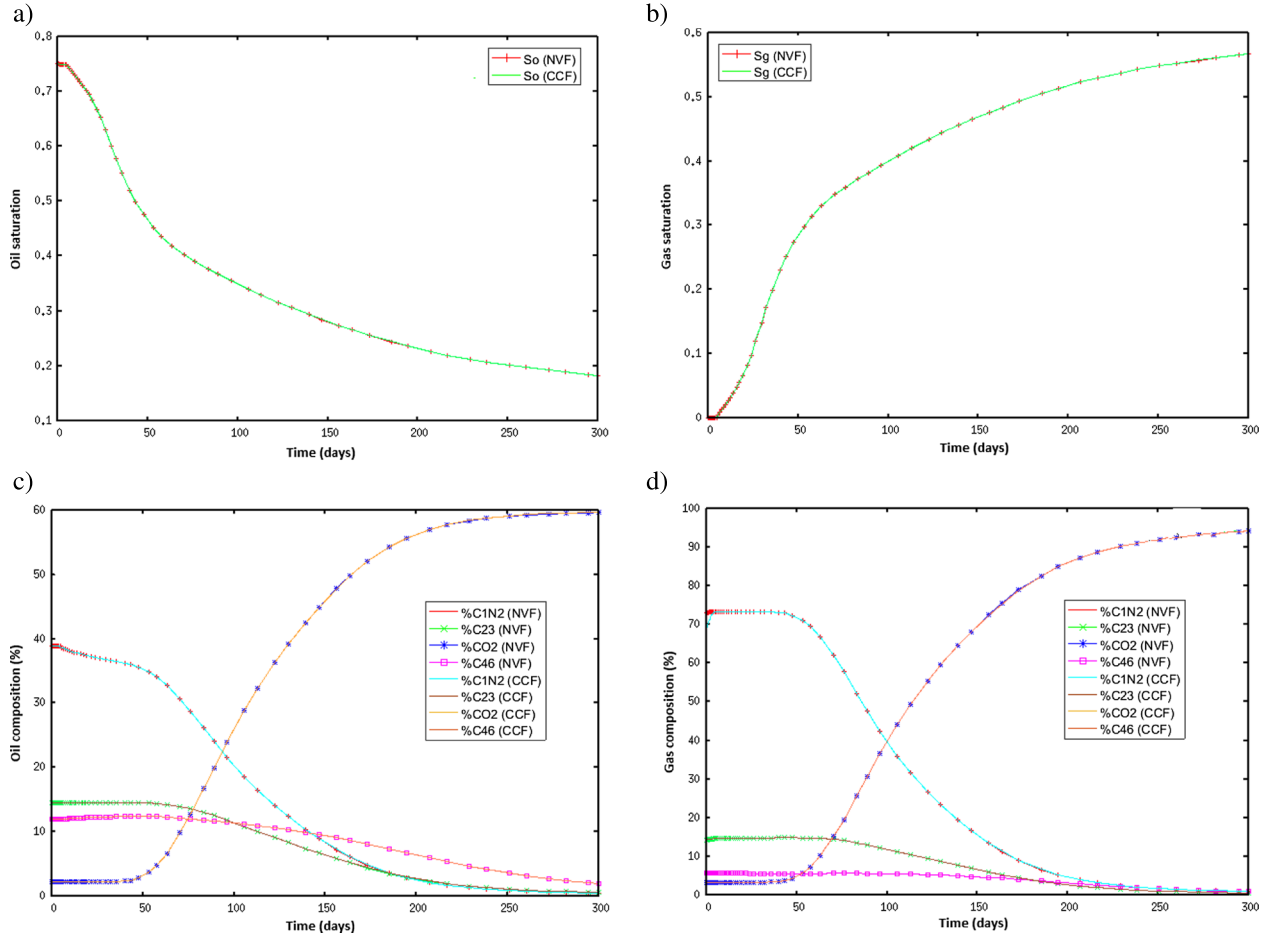 a)
Oil saturation
0.8
0.7
0.6
0.5
0.4
0.3
0.2
0.1
So (NVF)
So (CCF)
0 50 100 150 200 250 300
Time (days)
b)
Gas saturation
0.6
0.5
0.4
0.3
0.2
0.1
0
Sg (NVF)
Sg (CCF)
0 50 100 150 200 250 300
Time (days)
c)
Oil composition (%)
60
50
40
30
20
10
0
%C1N2 (NVF)
%C23 (NVF)
%CO2 (NVF)
%C46 (NVF)
%C1N2 (CCF)
%C23 (CCF)
%CO2 (CCF)
%C46 (CCF)
0 50 100 150 200 250 300
Time (days)
d)
Gas composition (%)
100
90
80
70
60
50
40
30
20
10
0
%C1N2 (NVF)
%C23 (NVF)
%CO2 (NVF)
%C46 (NVF)
%C1N2 (CCF)
%C23 (CCF)
%CO2 (CCF)
%C46 (CCF)
0 50 100 150 200 250 300
Time (days)